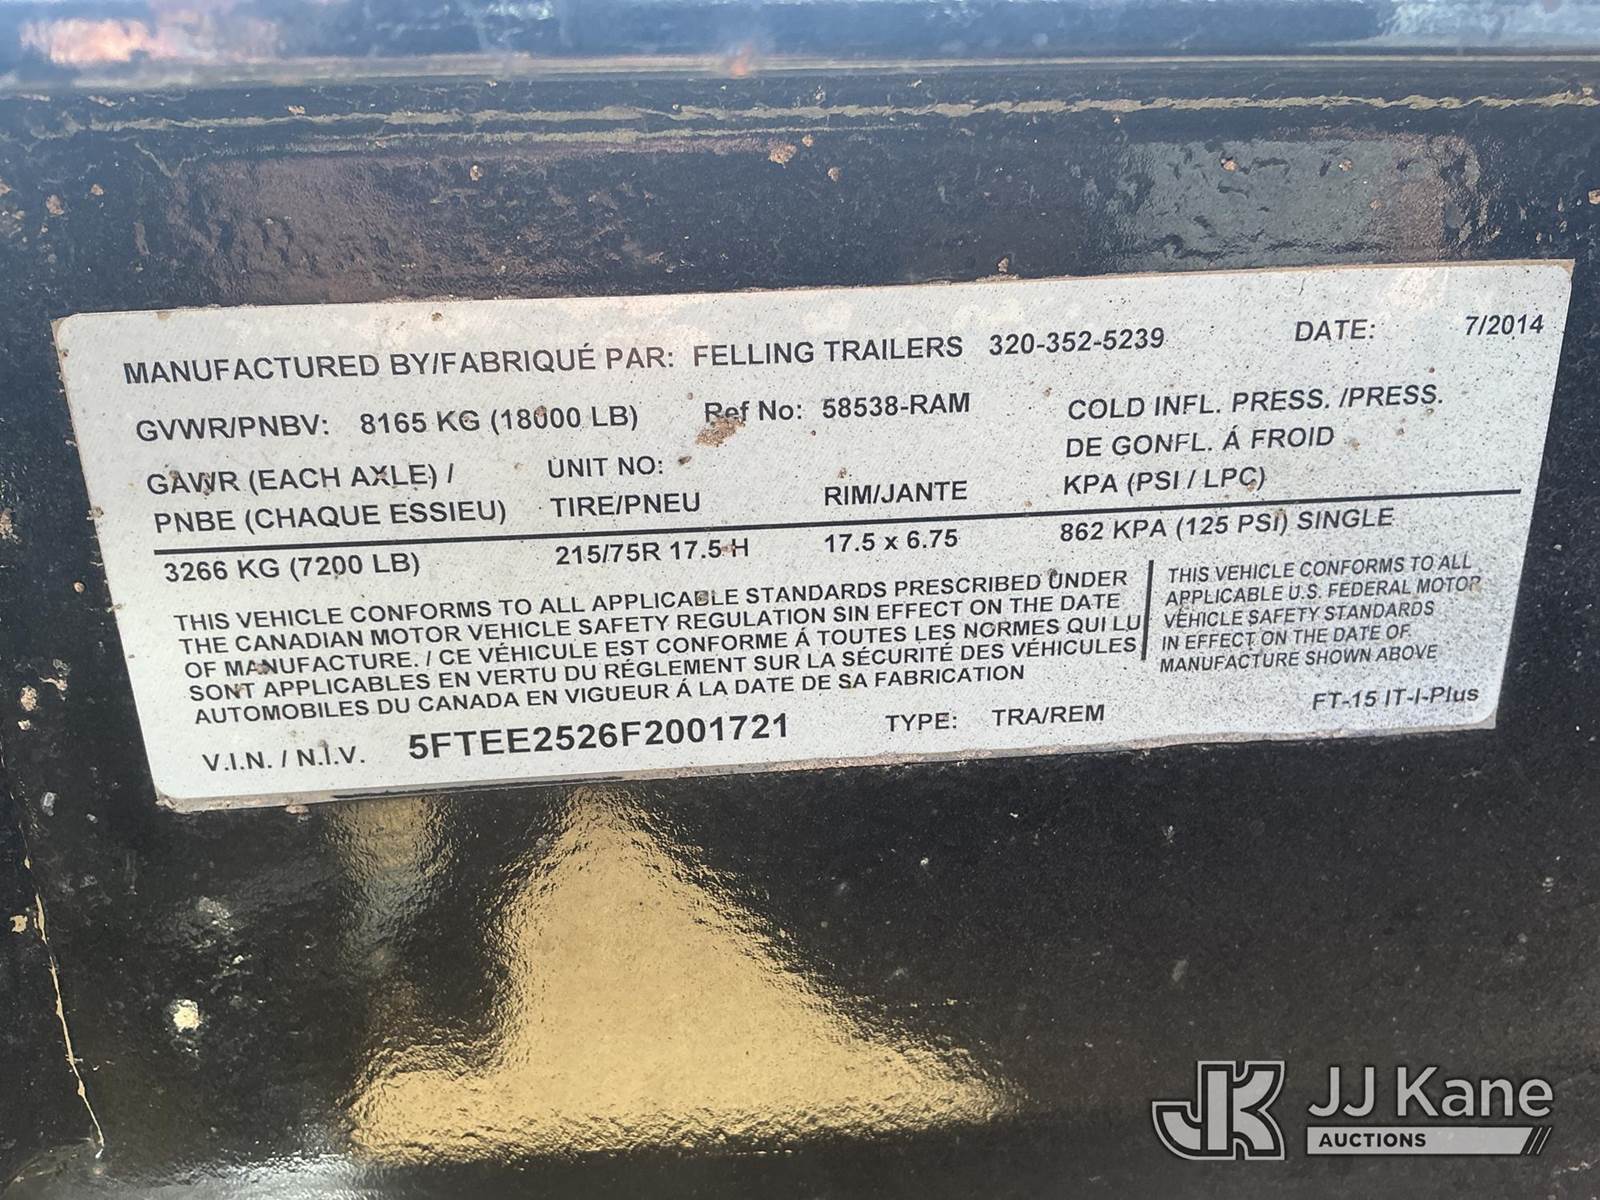 MANUFACTURED BY/FABRIQUÉ PAR: FELLING TRAILERS 320-352-5239 DATE: 7/2014
GVWR/PNBV: 8165 KG (18000 LB) Ref No: 58538-RAM COLD INFL. PRESS. /PRESS.
DE GONFL. Á FROID
GAWR (EACH AXLE) / UNIT NO:
PNBE (CHAQUE ESSIEU) TIRE/PNEU RIM/JANTE KPA (PSI / LPC)
3266 KG (7200 LB) 215/75R 17.5 H 17.5 x 6.75 862 KPA (125 PSI) SINGLE
THIS VEHICLE CONFORMS TO ALL APPLICABLE STANDARDS PRESCRIBED UNDER
THE CANADIAN MOTOR VEHICLE SAFETY REGULATION SIN EFFECT ON THE DATE
OF MANUFACTURE. / CE VÉHICULE EST CONFORME Á TOUTES LES NORMES QUI LU
SONT APPLICABLES EN VERTU DU RÉGLEMENT SUR LA SÉCURITÉ DES VÉHICULES
AUTOMOBILES DU CANADA EN VIGUEUR Á LA DATE DE SA FABRICATION
THIS VEHICLE CONFORMS TO ALL
APPLICABLE U.S. FEDERAL MOTOR
VEHICLE SAFETY STANDARDS
IN EFFECT ON THE DATE OF
MANUFACTURE SHOWN ABOVE
V.I.N. / N.I.V. 5FTEE2526F2001721 TYPE: TRA/REM FT-15 IT-I-Plus
JK JJ Kane
AUCTIONS